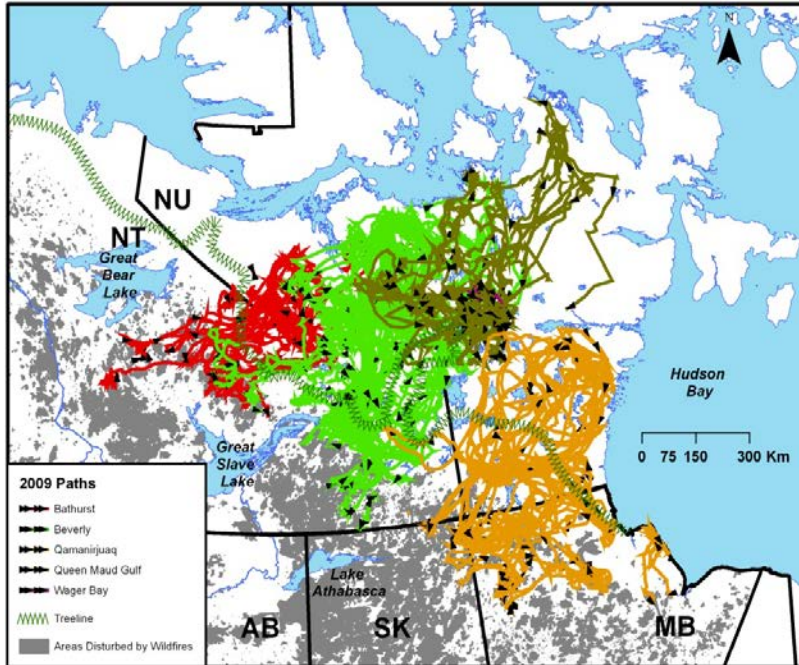 N
NU
NT
Great
Bear
Lake
Hudson
Bay
0 75 150 300 Km
Great
Slave
Lake
2009 Paths
Bathurst
Beverly
Qamanirjuaq
Queen Maud Gulf
Wager Bay
Treeline
Areas Disturbed by Wildfires
Lake
Athabasca
AB
SK
MB